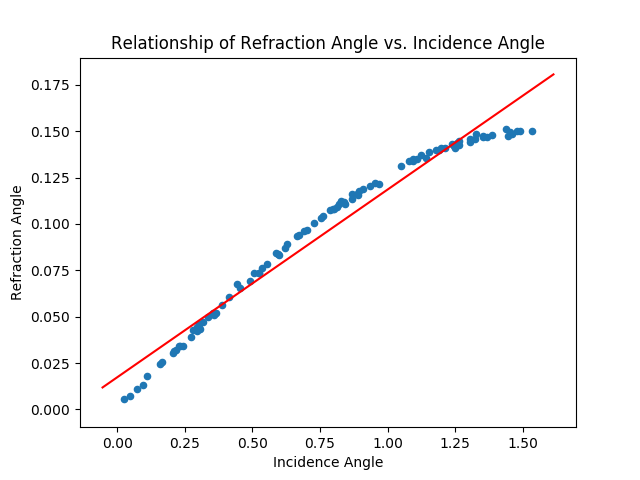 Relationship of Refraction Angle vs. Incidence Angle
0.175
0.150
0.125
0.100
0.075
0.050
0.025
0.000
Refraction Angle
0.00 0.25 0.50 0.75 1.00 1.25 1.50
Incidence Angle